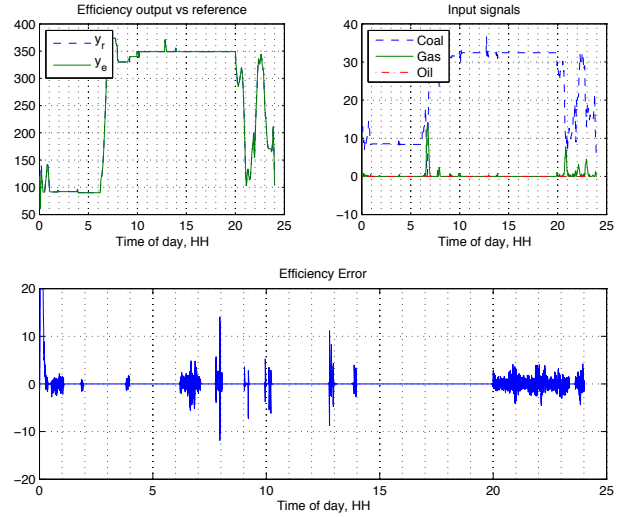 Efficiency output vs reference
400
350
300
250
200
150
100
50
0 5 10 15 20 25
Time of day, HH
y_r
y_e
Input signals
40
30
20
10
0
−10
0 5 10 15 20 25
Time of day, HH
Coal
Gas
Oil
Efficiency Error
20
10
0
−10
−20
0 5 10 15 20 25
Time of day, HH